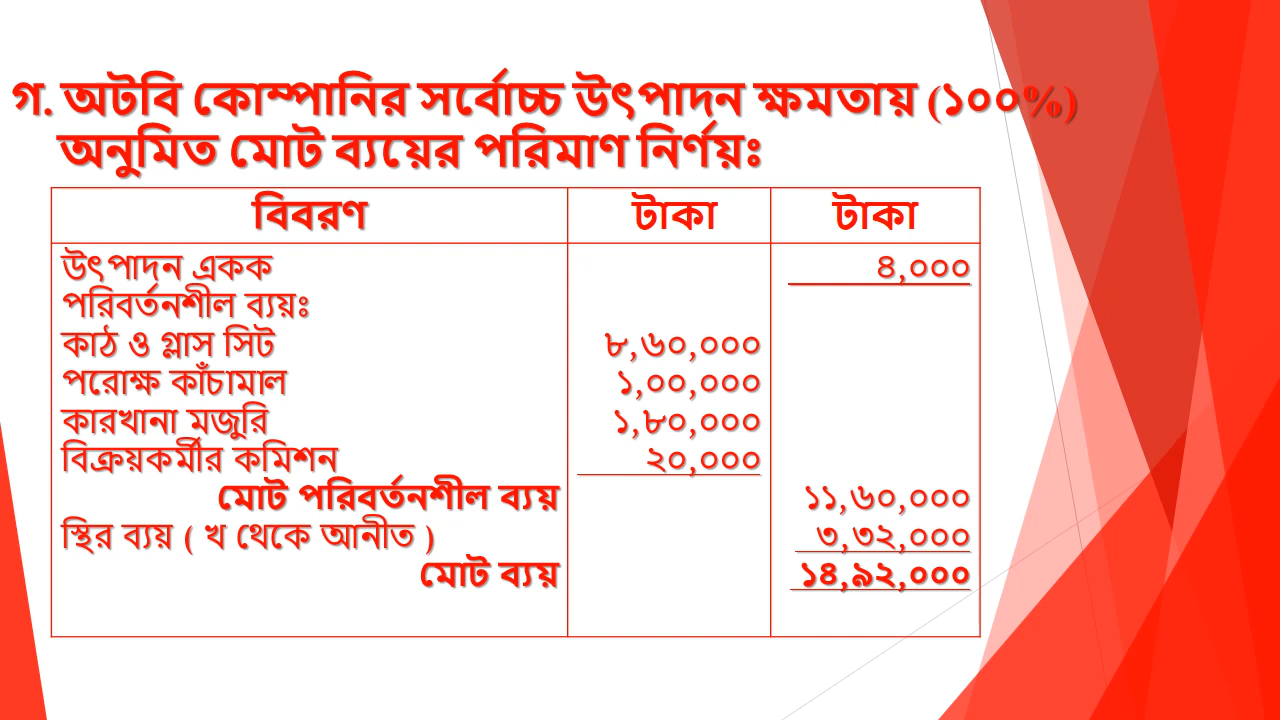 গ. অটবি কোম্পানির সর্বোচ্চ উৎপাদন ক্ষমতায় (১০০%)
অনুমিত মোট ব্যয়ের পরিমাণ নির্ণয়ঃ
বিবরণ টাকা টাকা
উৎপাদন একক ৪,০০০
পরিবর্তনশীল ব্যয়ঃ
কাঠ ও গ্লাস সিট ৮,৬০,০০০
পরোক্ষ কাঁচামাল ১,০০,০০০
কারখানা মজুরি ১,৮০,০০০
বিক্রয়কর্মীর কমিশন ২০,০০০
মোট পরিবর্তনশীল ব্যয় ১১,৬০,০০০
স্থির ব্যয় ( খ থেকে আনীত ) ৩,৩২,০০০
মোট ব্যয় ১৪,৯২,০০০